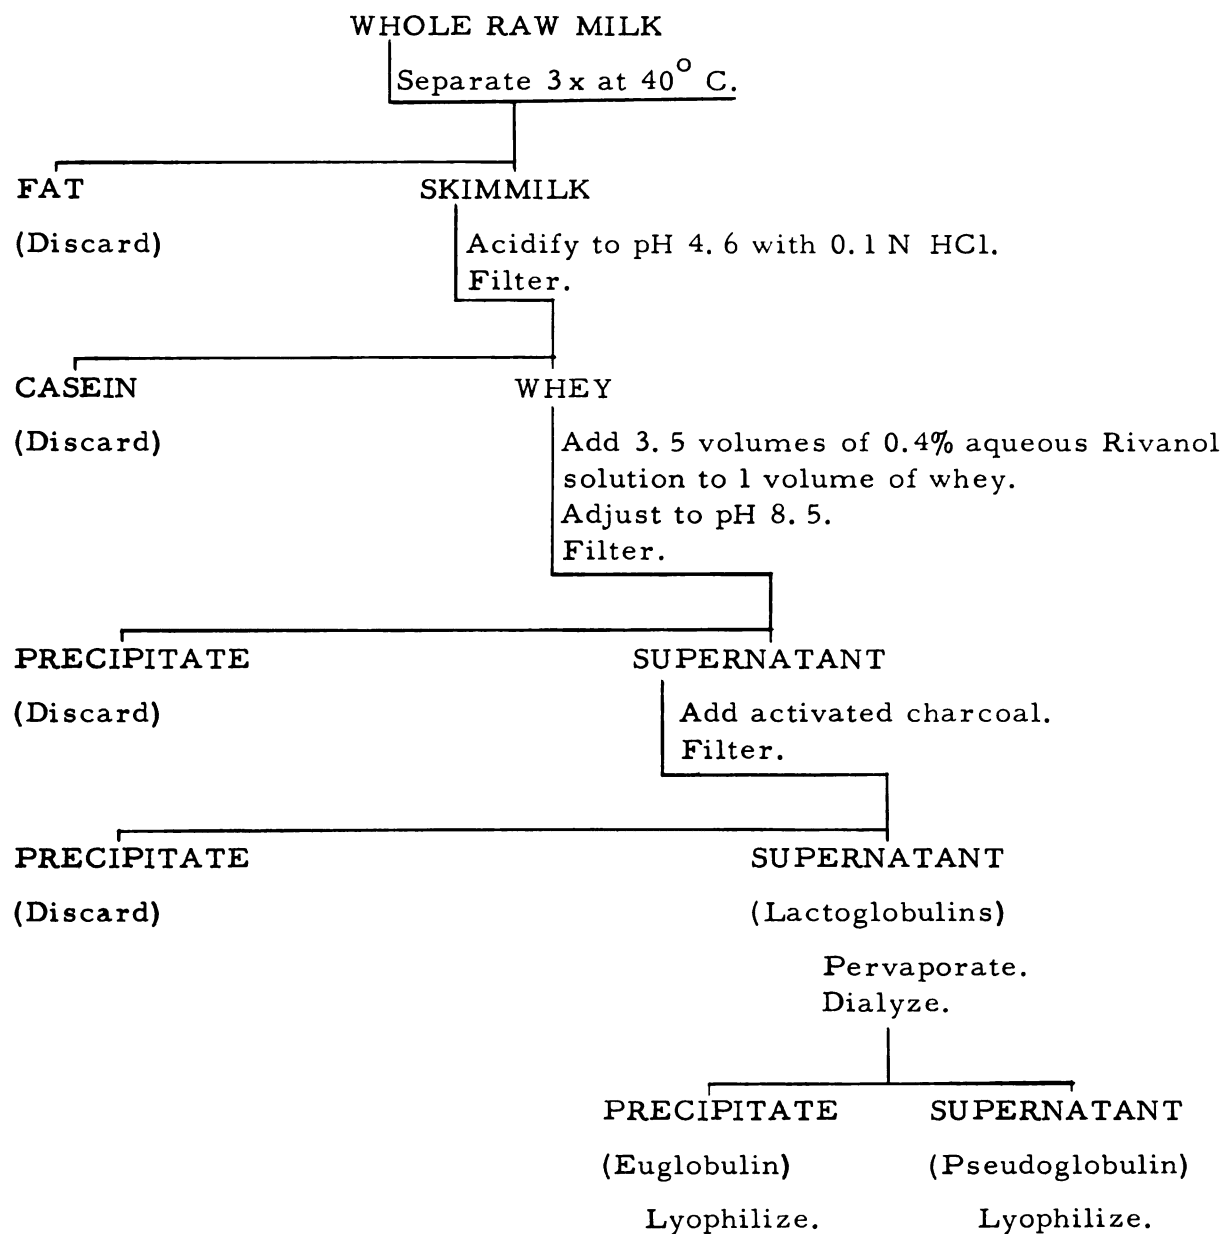 WHOLE RAW MILK
Separate 3x at 40° C.
FAT
SKIMMILK
(Discard)
Acidify to pH 4.6 with 0.1 N HCl.
Filter.
CASEIN
WHEY
(Discard)
Add 3.5 volumes of 0.4% aqueous Rivanol
solution to 1 volume of whey.
Adjust to pH 8.5.
Filter.
PRECIPITATE
SUPERNATANT
(Discard)
Add activated charcoal.
Filter.
PRECIPITATE
SUPERNATANT
(Discard)
(Lactoglobulins)
Pervaporate.
Dialyze.
PRECIPITATE
SUPERNATANT
(Euglobulin)
(Pseudoglobulin)
Lyophilize.
Lyophilize.